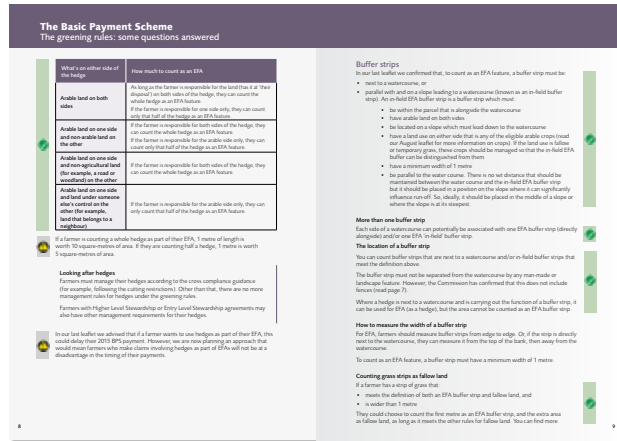 The Basic Payment Scheme
The greening rules: some questions answered
What's on either side of
the hedge
How much to count as an EFA
Arable land on both
sides
As long as the farmer is responsible for the land (has it at 'their
disposal') on both sides of the hedge, they can count the
whole hedge as an EFA feature.
If the farmer is responsible for one side only, they can count
only that half of the hedge as an EFA feature.
Arable land on one side
and non-arable land on
the other
If the farmer is responsible for both sides of the hedge, they
can count the whole hedge as an EFA feature.
If the farmer is responsible for the arable side only, they can
count only that half of the hedge as an EFA feature.
Arable land on one side
and non-agricultural land
(for example, a road or
woodland) on the other
If the farmer is responsible for both sides of the hedge, they
can count the whole hedge as an EFA feature.
Arable land on one side
and land under someone
else's control on the
other (for example,
land that belongs to a
neighbour)
If the farmer is responsible for the arable side only, they can
only count that half of the hedge as an EFA feature.
If a farmer is counting a whole hedge as part of their EFA, 1 metre of length is
worth 10 square-metres of area. If they are counting half a hedge, 1 metre is worth
5 square-metres of area.
Looking after hedges
Farmers must manage their hedges according to the cross compliance guidance
(for example, following the cutting restrictions). Other than that, there are no more
management rules for hedges under the greening rules.
Farmers with Higher Level Stewardship or Entry Level Stewardship agreements may
also have other management requirements for their hedges.
In our last leaflet we advised that if a farmer wants to use hedges as part of their EFA, this
could delay their 2015 BPS payment. However, we are now planning an approach that
would mean farmers who make claims involving hedges as part of EFAs will not be at a
disadvantage in the timing of their payments.
8
Buffer strips
In our last leaflet we confirmed that, to count as an EFA feature, a buffer strip must be:
• next to a watercourse, or
• parallel with and on a slope leading to a watercourse (known as an in-field buffer
strip). An in-field EFA buffer strip is a buffer strip which must:
• be within the parcel that is alongside the watercourse
• have arable land on both sides
• be located on a slope which must lead down to the watercourse
• have a land use on either side that is any of the eligible arable crops (read
our August leaflet for more information on crops). If the land use is fallow
or temporary grass, these crops should be managed so that the in-field EFA
buffer can be distinguished from them
• have a minimum width of 1 metre
• be parallel to the water course. There is no set distance that should be
maintained between the water course and the in-field EFA buffer strip
but it should be placed in a position on the slope where it can significantly
influence run-off. So, ideally, it should be placed in the middle of a slope or
where the slope is at its steepest.
More than one buffer strip
Each side of a watercourse can potentially be associated with one EFA buffer strip (directly
alongside) and/or one EFA 'in-field' buffer strip.
The location of a buffer strip
You can count buffer strips that are next to a watercourse and/or in-field buffer strips that
meet the definition above.
The buffer strip must not be separated from the watercourse by any man-made or
landscape feature. However, the Commission has confirmed that this does not include
fences (read page 7).
Where a hedge is next to a watercourse and is carrying out the function of a buffer strip, it
can be used for EFA (as a hedge), but the area cannot be counted as an EFA buffer strip.
How to measure the width of a buffer strip
For EFA, farmers should measure buffer strips from edge to edge. Or, if the strip is directly
next to a watercourse, they can measure it from the top of the bank, then away from the
watercourse.
To count as an EFA feature, a buffer strip must have a minimum width of 1 metre.
Counting grass strips as fallow land
If a farmer has a strip of grass that:
• meets the definition of both an EFA buffer strip and fallow land, and
• is wider than 1 metre
They could choose to count the first metre as an EFA buffer strip, and the extra area
as fallow land, as long as it meets the other rules for fallow land. You can find more
9